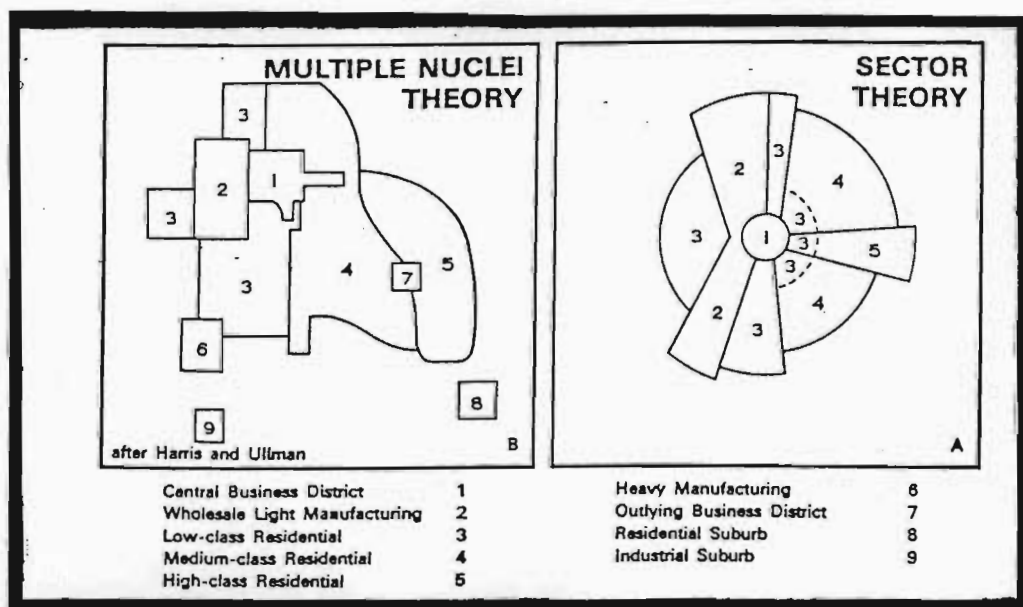 MULTIPLE NUCLEI
THEORY
3
2
1
3
3
4
7
5
6
8
9
after Harris and Ullman
B
SECTOR
THEORY
2
3
4
3
3
1
3
5
3
2
3
4
A
Central Business District 1
Wholesale Light Manufacturing 2
Low-class Residential 3
Medium-class Residential 4
High-class Residential 5
Heavy Manufacturing 6
Outlying Business District 7
Residential Suburb 8
Industrial Suburb 9